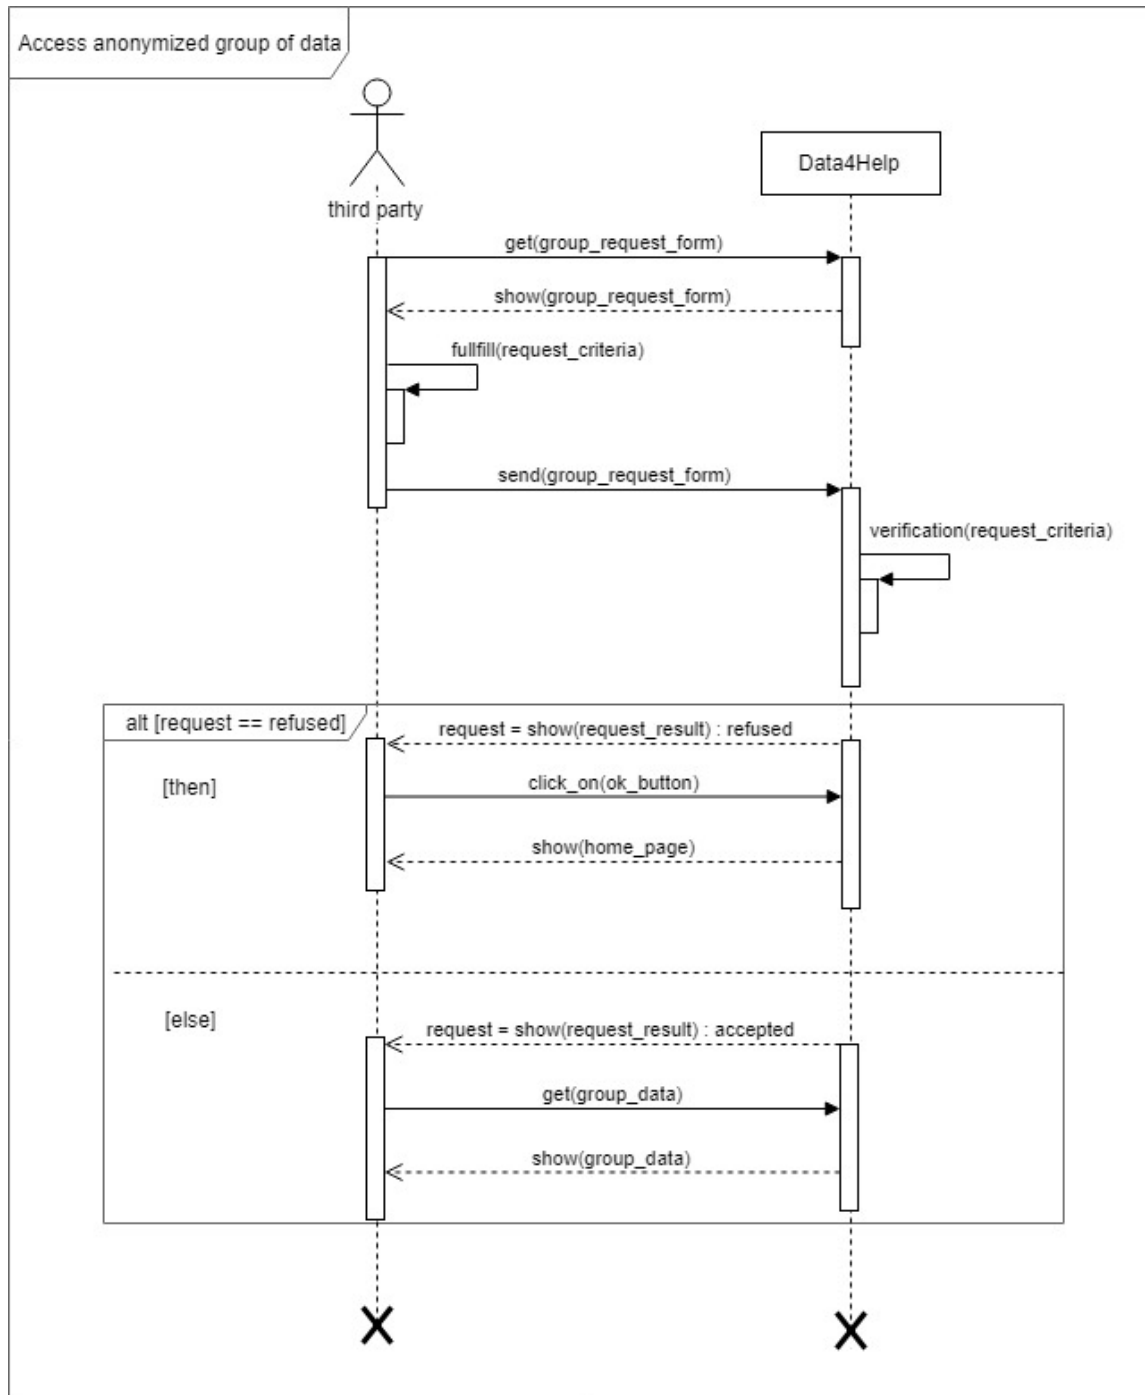 Access anonymized group of data
third party
Data4Help
get(group_request_form)
show(group_request_form)
fullfill(request_criteria)
send(group_request_form)
verification(request_criteria)
alt [request == refused]
request = show(request_result) : refused
[then]
click_on(ok_button)
show(home_page)
[else]
request = show(request_result) : accepted
get(group_data)
show(group_data)